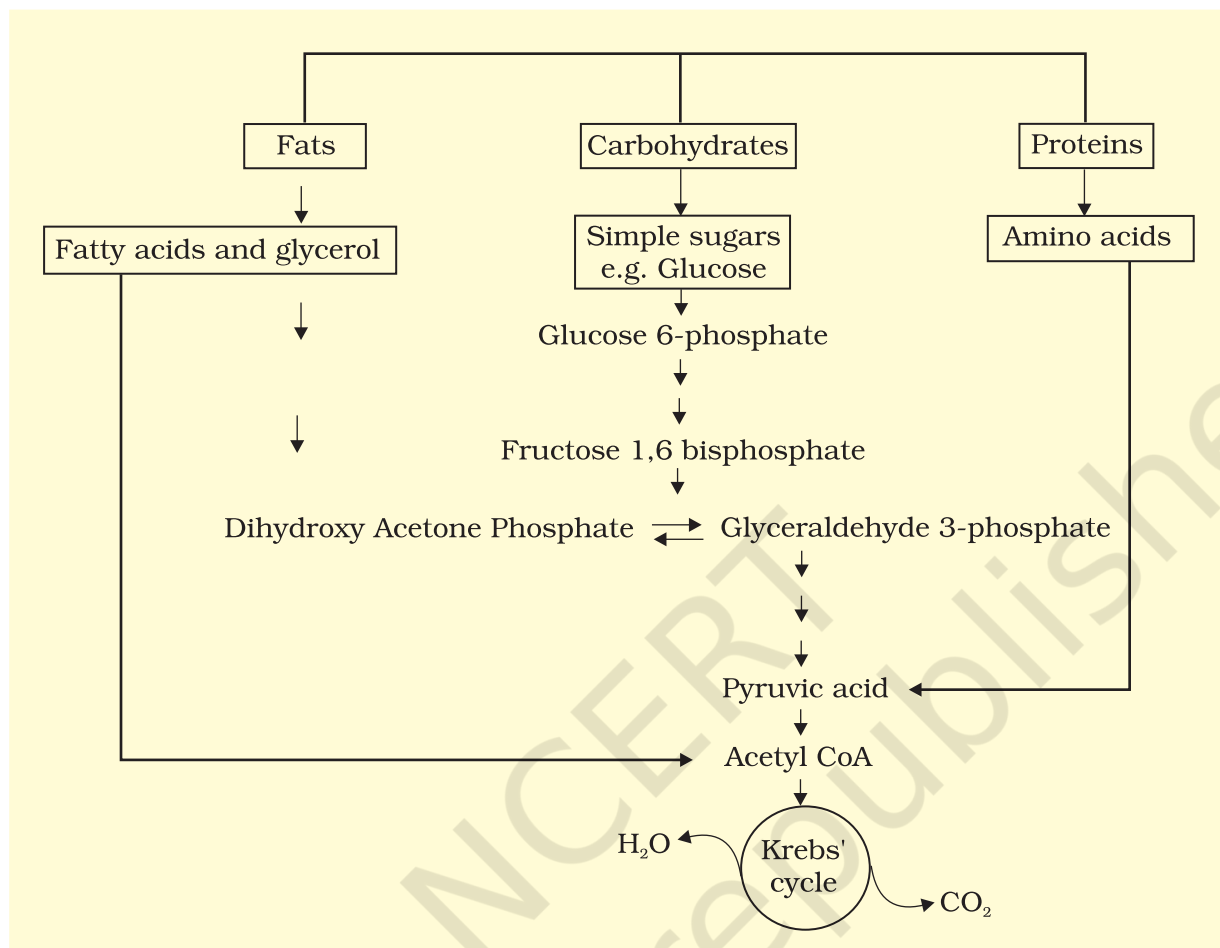 Fats
Carbohydrates
Proteins
Fatty acids and glycerol
Simple sugars
e.g. Glucose
Amino acids
Glucose 6-phosphate
Fructose 1,6 bisphosphate
Dihydroxy Acetone Phosphate
Glyceraldehyde 3-phosphate
Pyruvic acid
Acetyl CoA
H₂O
Krebs'
cycle
CO₂
NCERT
republishe